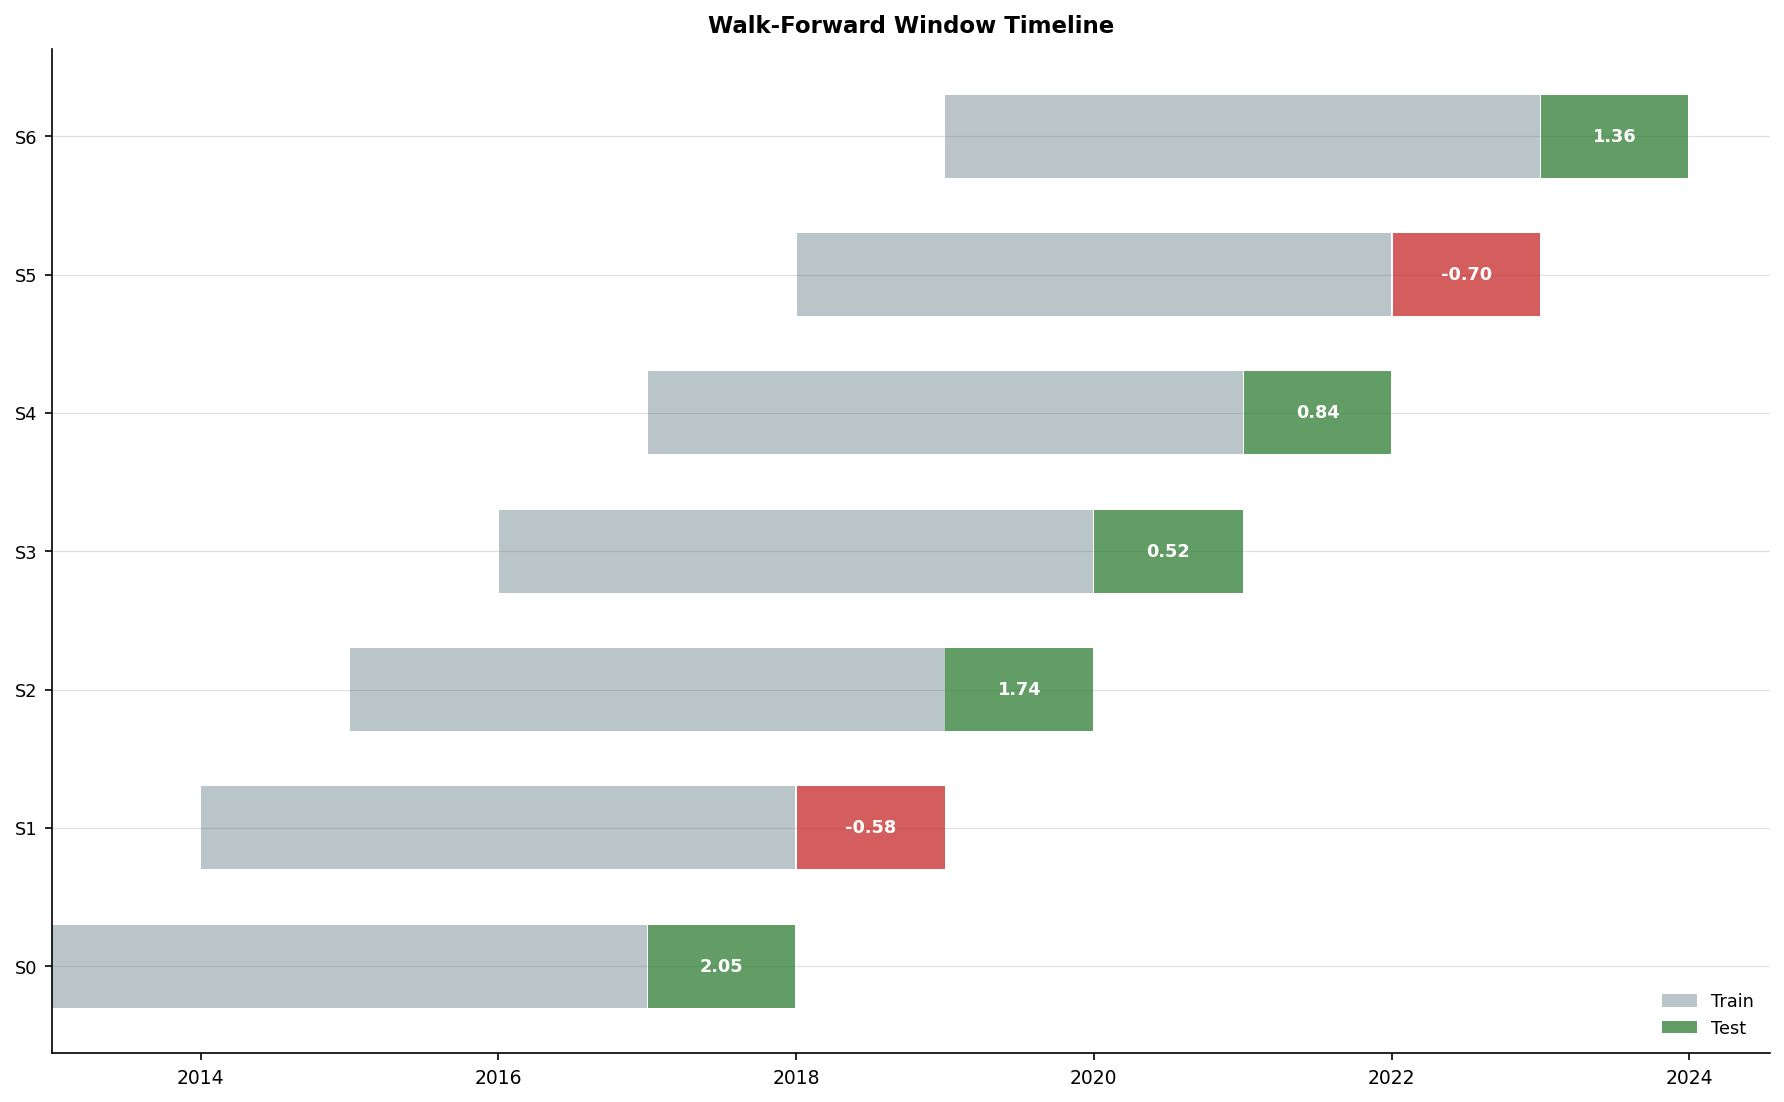 Walk-Forward Window Timeline
S6
1.36
S5
-0.70
S4
0.84
S3
0.52
S2
1.74
S1
-0.58
S0
2.05
Train
Test
2014 2016 2018 2020 2022 2024